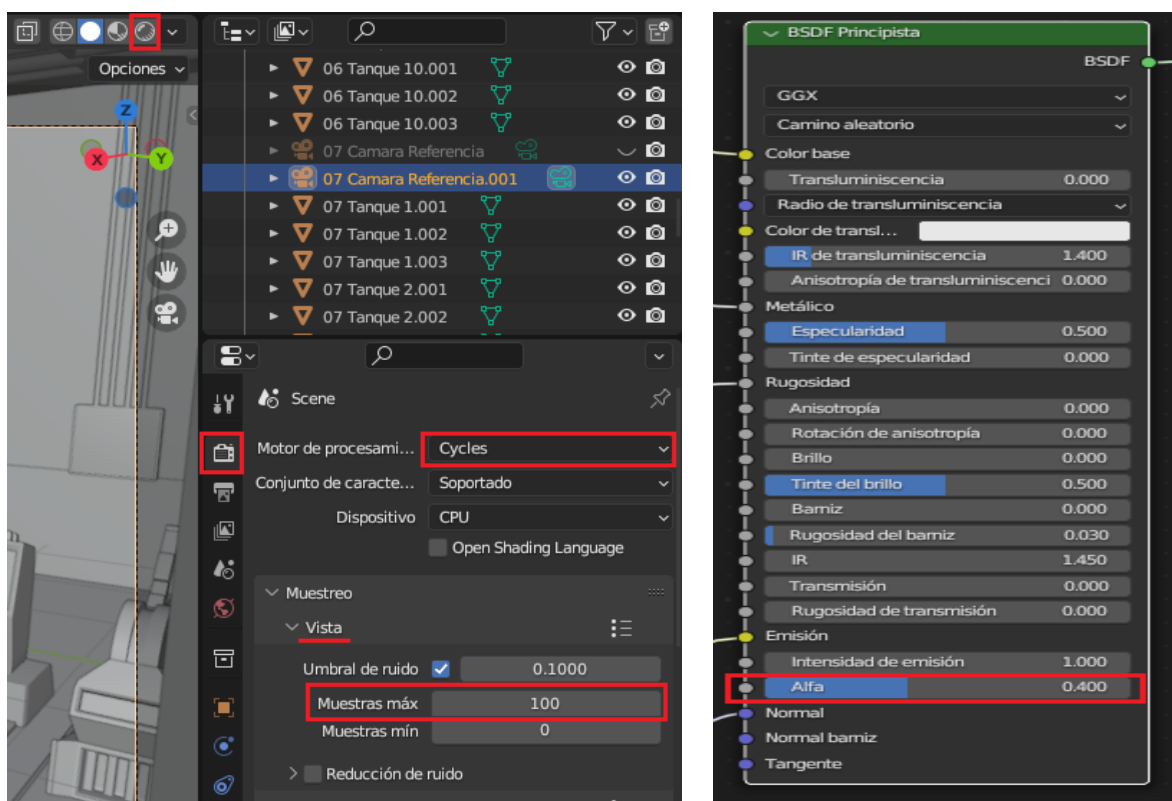 Opciones
Z
X
Y
06 Tanque 10.001
06 Tanque 10.002
06 Tanque 10.003
07 Camara Referencia
07 Camara Referencia.001
07 Tanque 1.001
07 Tanque 1.002
07 Tanque 1.003
07 Tanque 2.001
07 Tanque 2.002
Scene
Motor de procesami... Cycles
Conjunto de caracte... Soportado
Dispositivo CPU
Open Shading Language
Muestreo
Vista
Umbral de ruido 0.1000
Muestras máx 100
Muestras mín 0
Reducción de ruido
BSDF Principista
BSDF
GGX
Camino aleatorio
Color base
Transluminiscencia 0.000
Radio de transluminiscencia
Color de transl...
IR de transluminiscencia 1.400
Anisotropía de transluminiscenci 0.000
Metálico
Especularidad 0.500
Tinte de especularidad 0.000
Rugosidad
Anisotropía 0.000
Rotación de anisotropía 0.000
Brillo 0.000
Tinte del brillo 0.500
Barniz 0.000
Rugosidad del barniz 0.030
IR 1.450
Transmisión 0.000
Rugosidad de transmisión 0.000
Emisión
Intensidad de emisión 1.000
Alfa 0.400
Normal
Normal barniz
Tangente